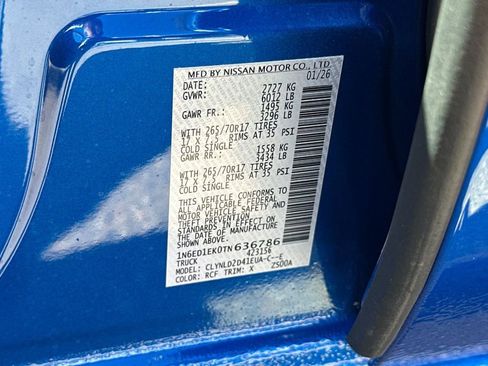 MFD BY NISSAN MOTOR CO., LTD
DATE: 01/26
GVWR: 2727 KG
6012 LB
GAWR FR: 1495 KG
3296 LB
WITH 265/70R17 TIRES
17 X 7.5 RIMS AT 35 PSI
COLD SINGLE
GAWR RR: 1558 KG
3434 LB
WITH 265/70R17 TIRES
17 X 7.5 RIMS AT 35 PSI
COLD SINGLE
THIS VEHICLE CONFORMS TO
ALL APPLICABLE FEDERAL
MOTOR VEHICLE SAFETY
STANDARDS IN EFFECT ON
THE DATE OF MANUFACTURE
SHOWN ABOVE.
1N6ED1EK0TN636786
TRUCK 423156
MODEL: CLYNLD2D41EUA-C--E
COLOR: RCF TRIM: X Z500A